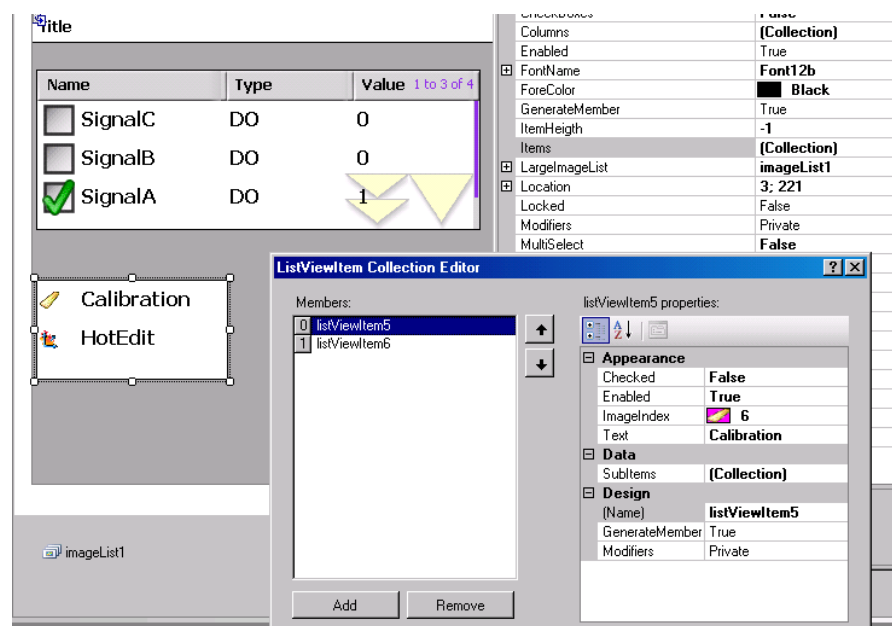 Title
Name Type Value 1 to 3 of 4
SignalC DO 0
SignalB DO 0
SignalA DO 1
Calibration
HotEdit
imageList1
CheckBoxes False
Columns (Collection)
Enabled True
FontName Font12b
ForeColor Black
GenerateMember True
ItemHeigth -1
Items (Collection)
LargeImageList imageList1
Location 3; 221
Locked False
Modifiers Private
MultiSelect False
ListViewItem Collection Editor
Members:
0 listViewItem5
1 listViewItem6
Add Remove
listViewItem5 properties:
Appearance
Checked False
Enabled True
ImageIndex 6
Text Calibration
Data
SubItems (Collection)
Design
(Name) listViewItem5
GenerateMember True
Modifiers Private